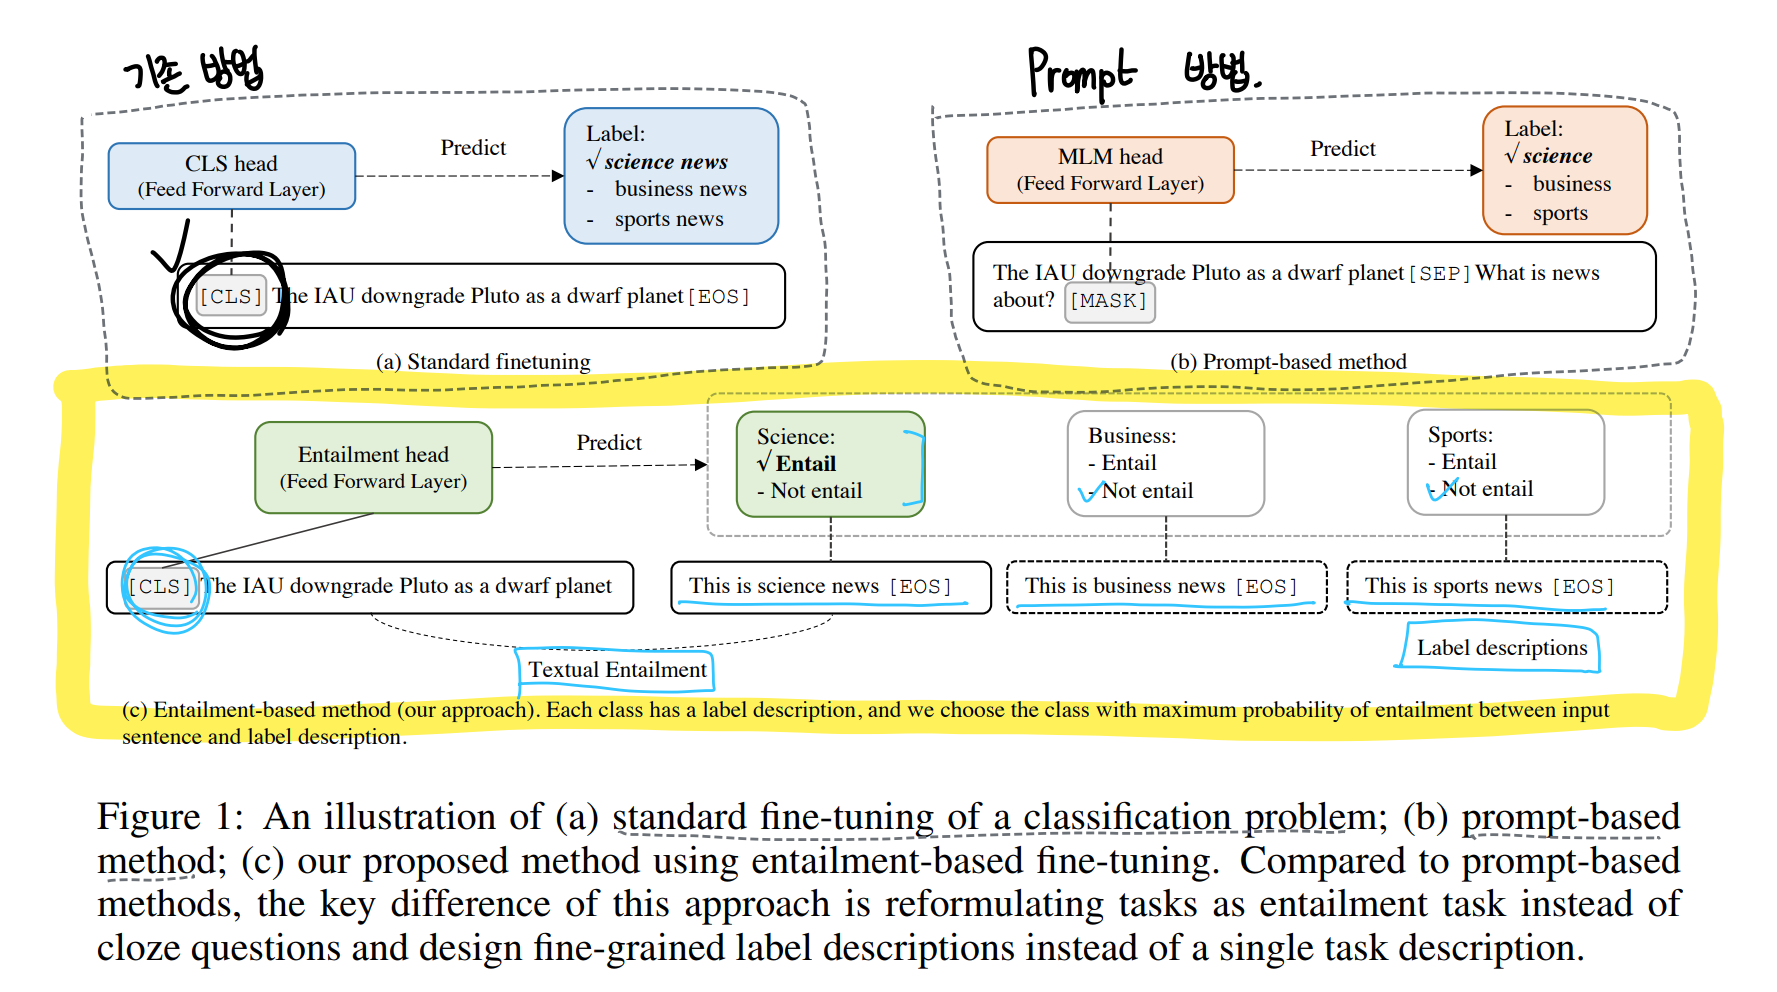 기존 방법
Prompt 방법.
CLS head
(Feed Forward Layer)
Predict
Label:
√ science news
- business news
- sports news
[CLS] The IAU downgrade Pluto as a dwarf planet [EOS]
(a) Standard finetuning
MLM head
(Feed Forward Layer)
Predict
Label:
√ science
- business
- sports
The IAU downgrade Pluto as a dwarf planet [SEP] What is news
about? [MASK]
(b) Prompt-based method
Entailment head
(Feed Forward Layer)
Predict
Science:
√ Entail
- Not entail
Business:
- Entail
- Not entail
Sports:
- Entail
- Not entail
[CLS] The IAU downgrade Pluto as a dwarf planet
This is science news [EOS]
This is business news [EOS]
This is sports news [EOS]
Textual Entailment
Label descriptions
(c) Entailment-based method (our approach). Each class has a label description, and we choose the class with maximum probability of entailment between input
sentence and label description.
Figure 1: An illustration of (a) standard fine-tuning of a classification problem; (b) prompt-based
method; (c) our proposed method using entailment-based fine-tuning. Compared to prompt-based
methods, the key difference of this approach is reformulating tasks as entailment task instead of
cloze questions and design fine-grained label descriptions instead of a single task description.